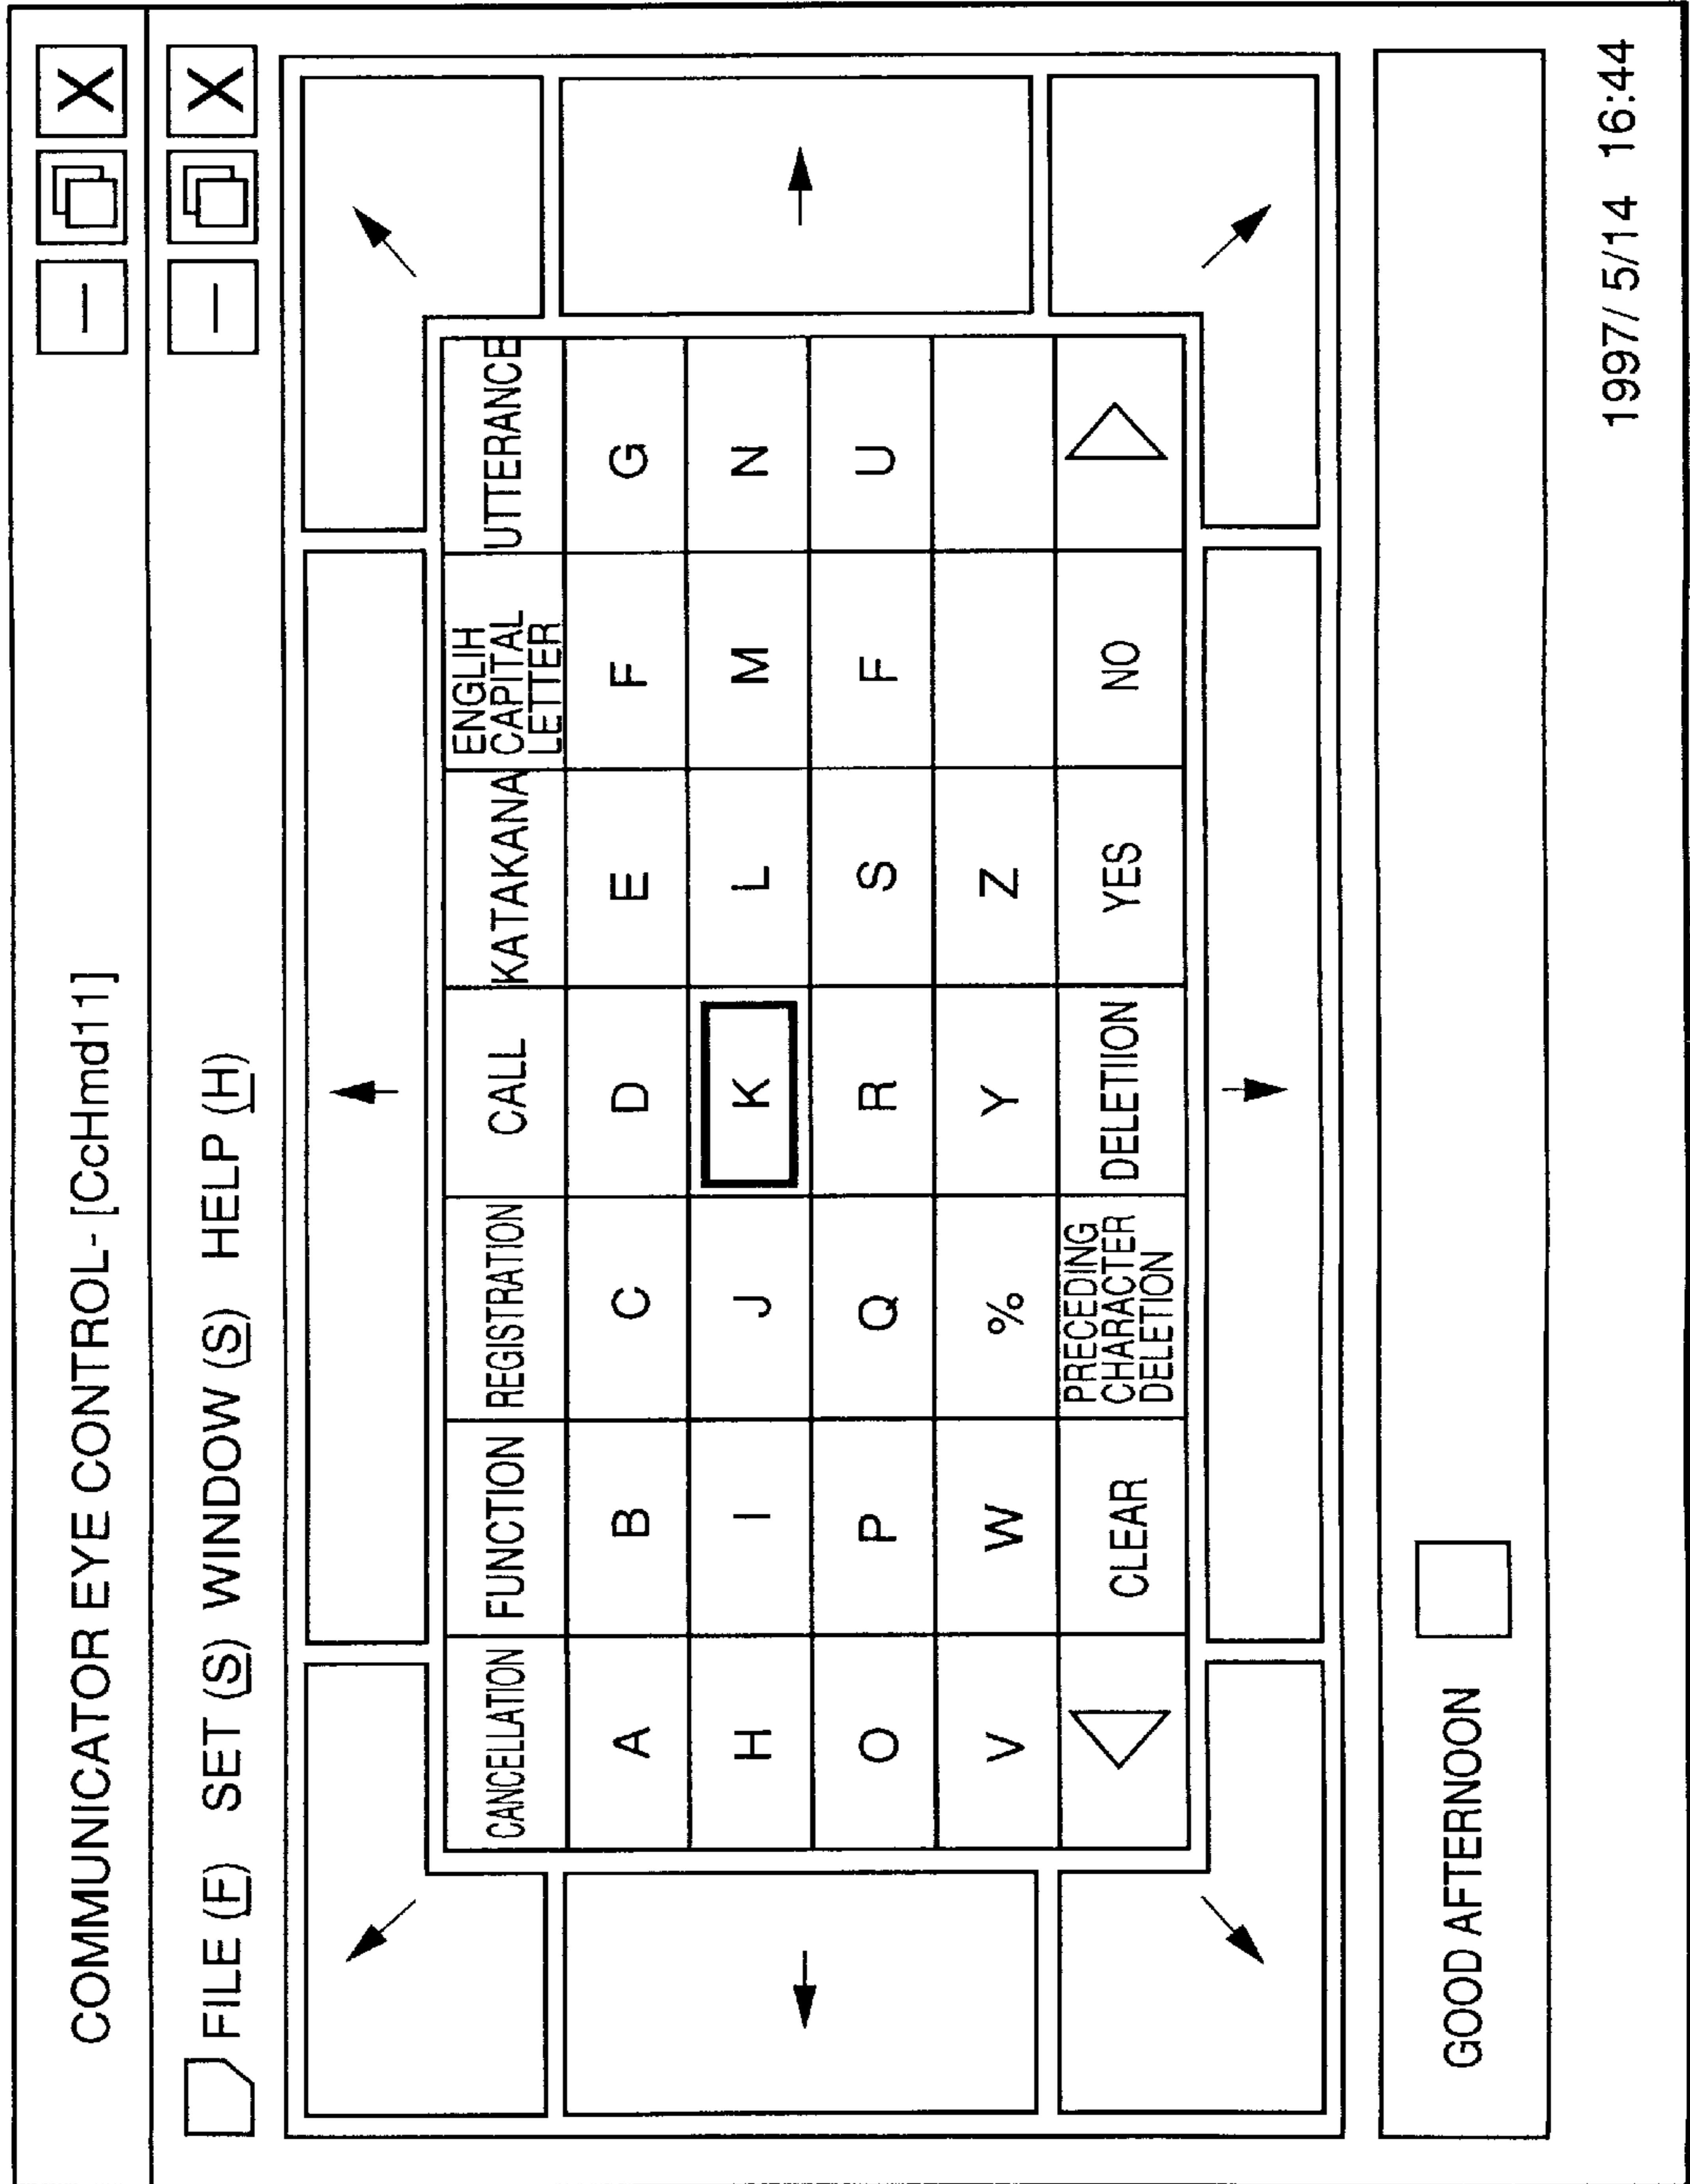 COMMUNICATOR EYE CONTROL- [CcHmd11]
FILE (F) SET (S) WINDOW (S) HELP (H)
CANCELLATION FUNCTION REGISTRATION CALL KATAKANA ENGLIH CAPITAL LETTER UTTERANCE
A B C D E F G
H I J K L M N
O P Q R S F U
V W % Y Z
CLEAR PRECEDING CHARACTER DELETION DELETIION YES NO
GOOD AFTERNOON
1997/ 5/14 16:44